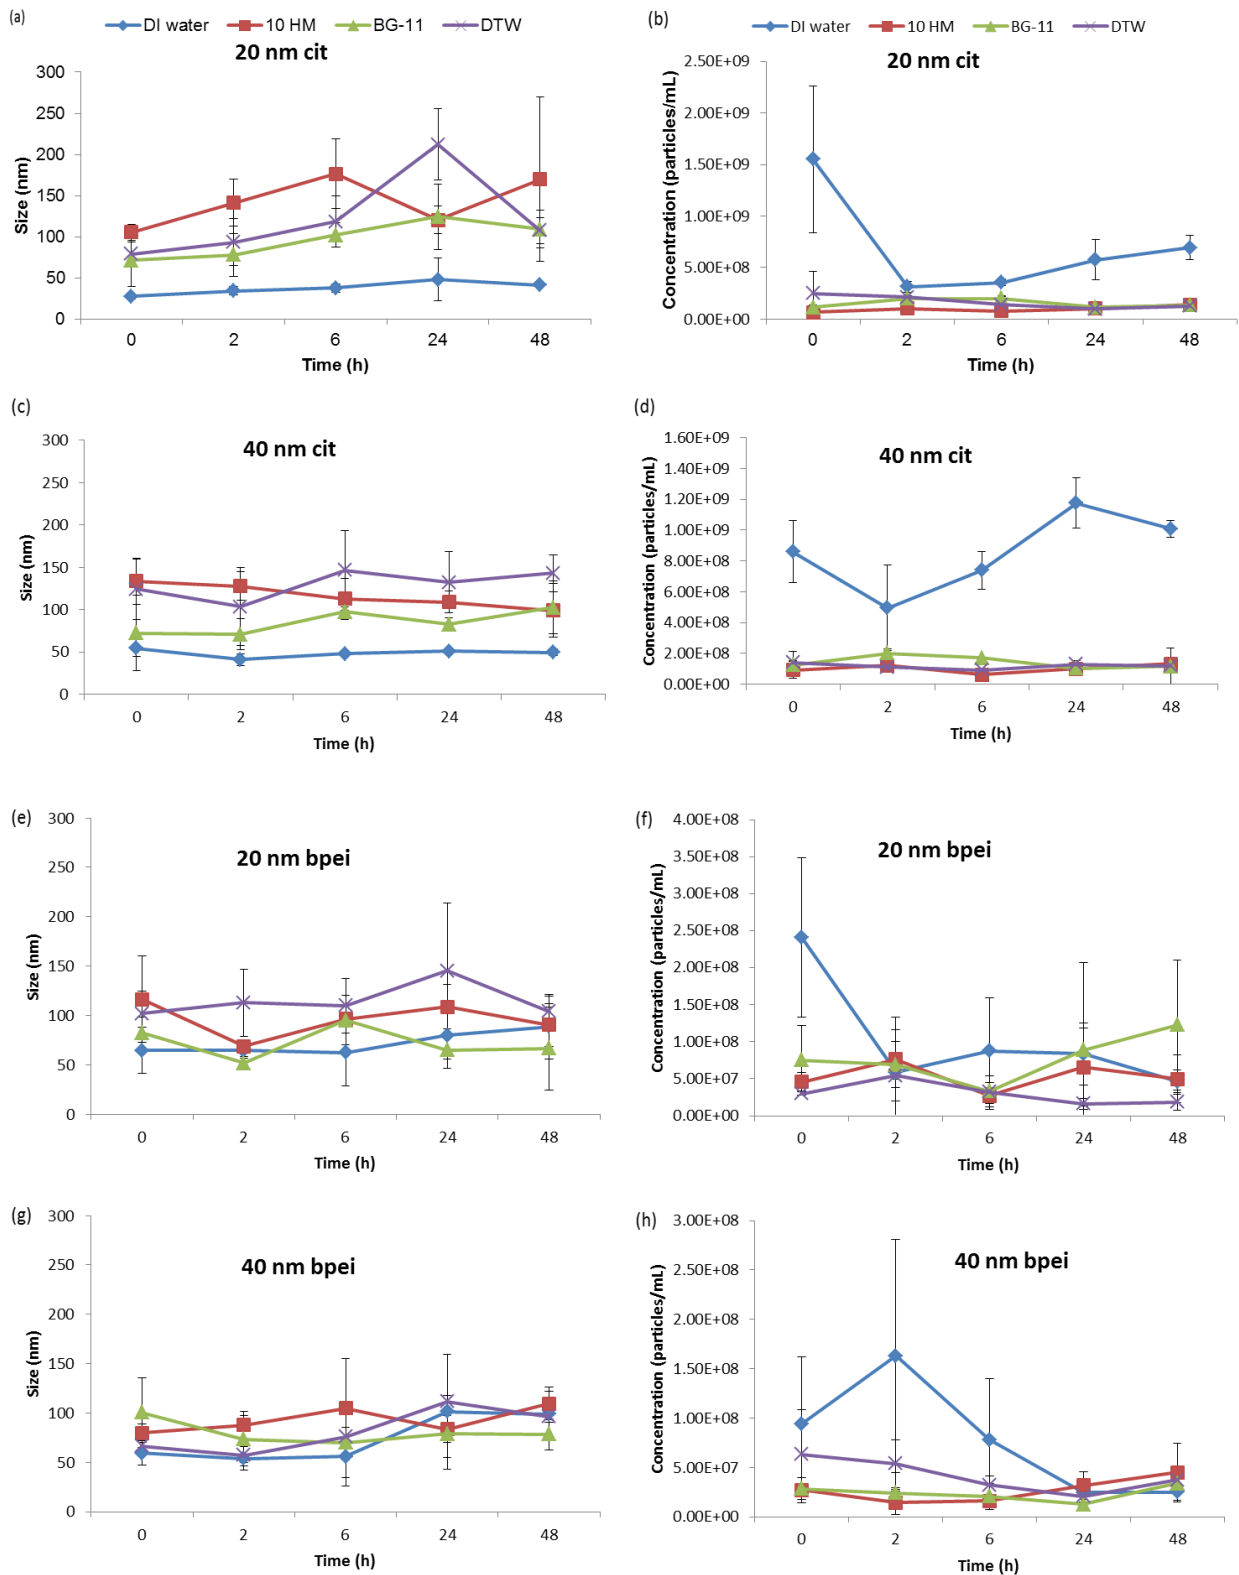 (a)
DI water 10 HM BG-11 DTW
20 nm cit
300
250
200
150
100
50
0
Size (nm)
0 2 6 24 48
Time (h)
(b)
DI water 10 HM BG-11 DTW
20 nm cit
2.50E+09
2.00E+09
1.50E+09
1.00E+09
5.00E+08
0.00E+00
Concentration (particles/mL)
0 2 6 24 48
Time (h)
(c)
40 nm cit
300
250
200
150
100
50
0
Size (nm)
0 2 6 24 48
Time (h)
(d)
40 nm cit
1.60E+09
1.40E+09
1.20E+09
1.00E+09
8.00E+08
6.00E+08
4.00E+08
2.00E+08
0.00E+00
Concentration (particles/mL)
0 2 6 24 48
Time (h)
(e)
20 nm bpei
300
250
200
150
100
50
0
Size (nm)
0 2 6 24 48
Time (h)
(f)
20 nm bpei
4.00E+08
3.50E+08
3.00E+08
2.50E+08
2.00E+08
1.50E+08
1.00E+08
5.00E+07
0.00E+00
Concentration (particles/mL)
0 2 6 24 48
Time (h)
(g)
40 nm bpei
300
250
200
150
100
50
0
Size (nm)
0 2 6 24 48
Time (h)
(h)
40 nm bpei
3.00E+08
2.50E+08
2.00E+08
1.50E+08
1.00E+08
5.00E+07
0.00E+00
Concentration (particles/mL)
0 2 6 24 48
Time (h)